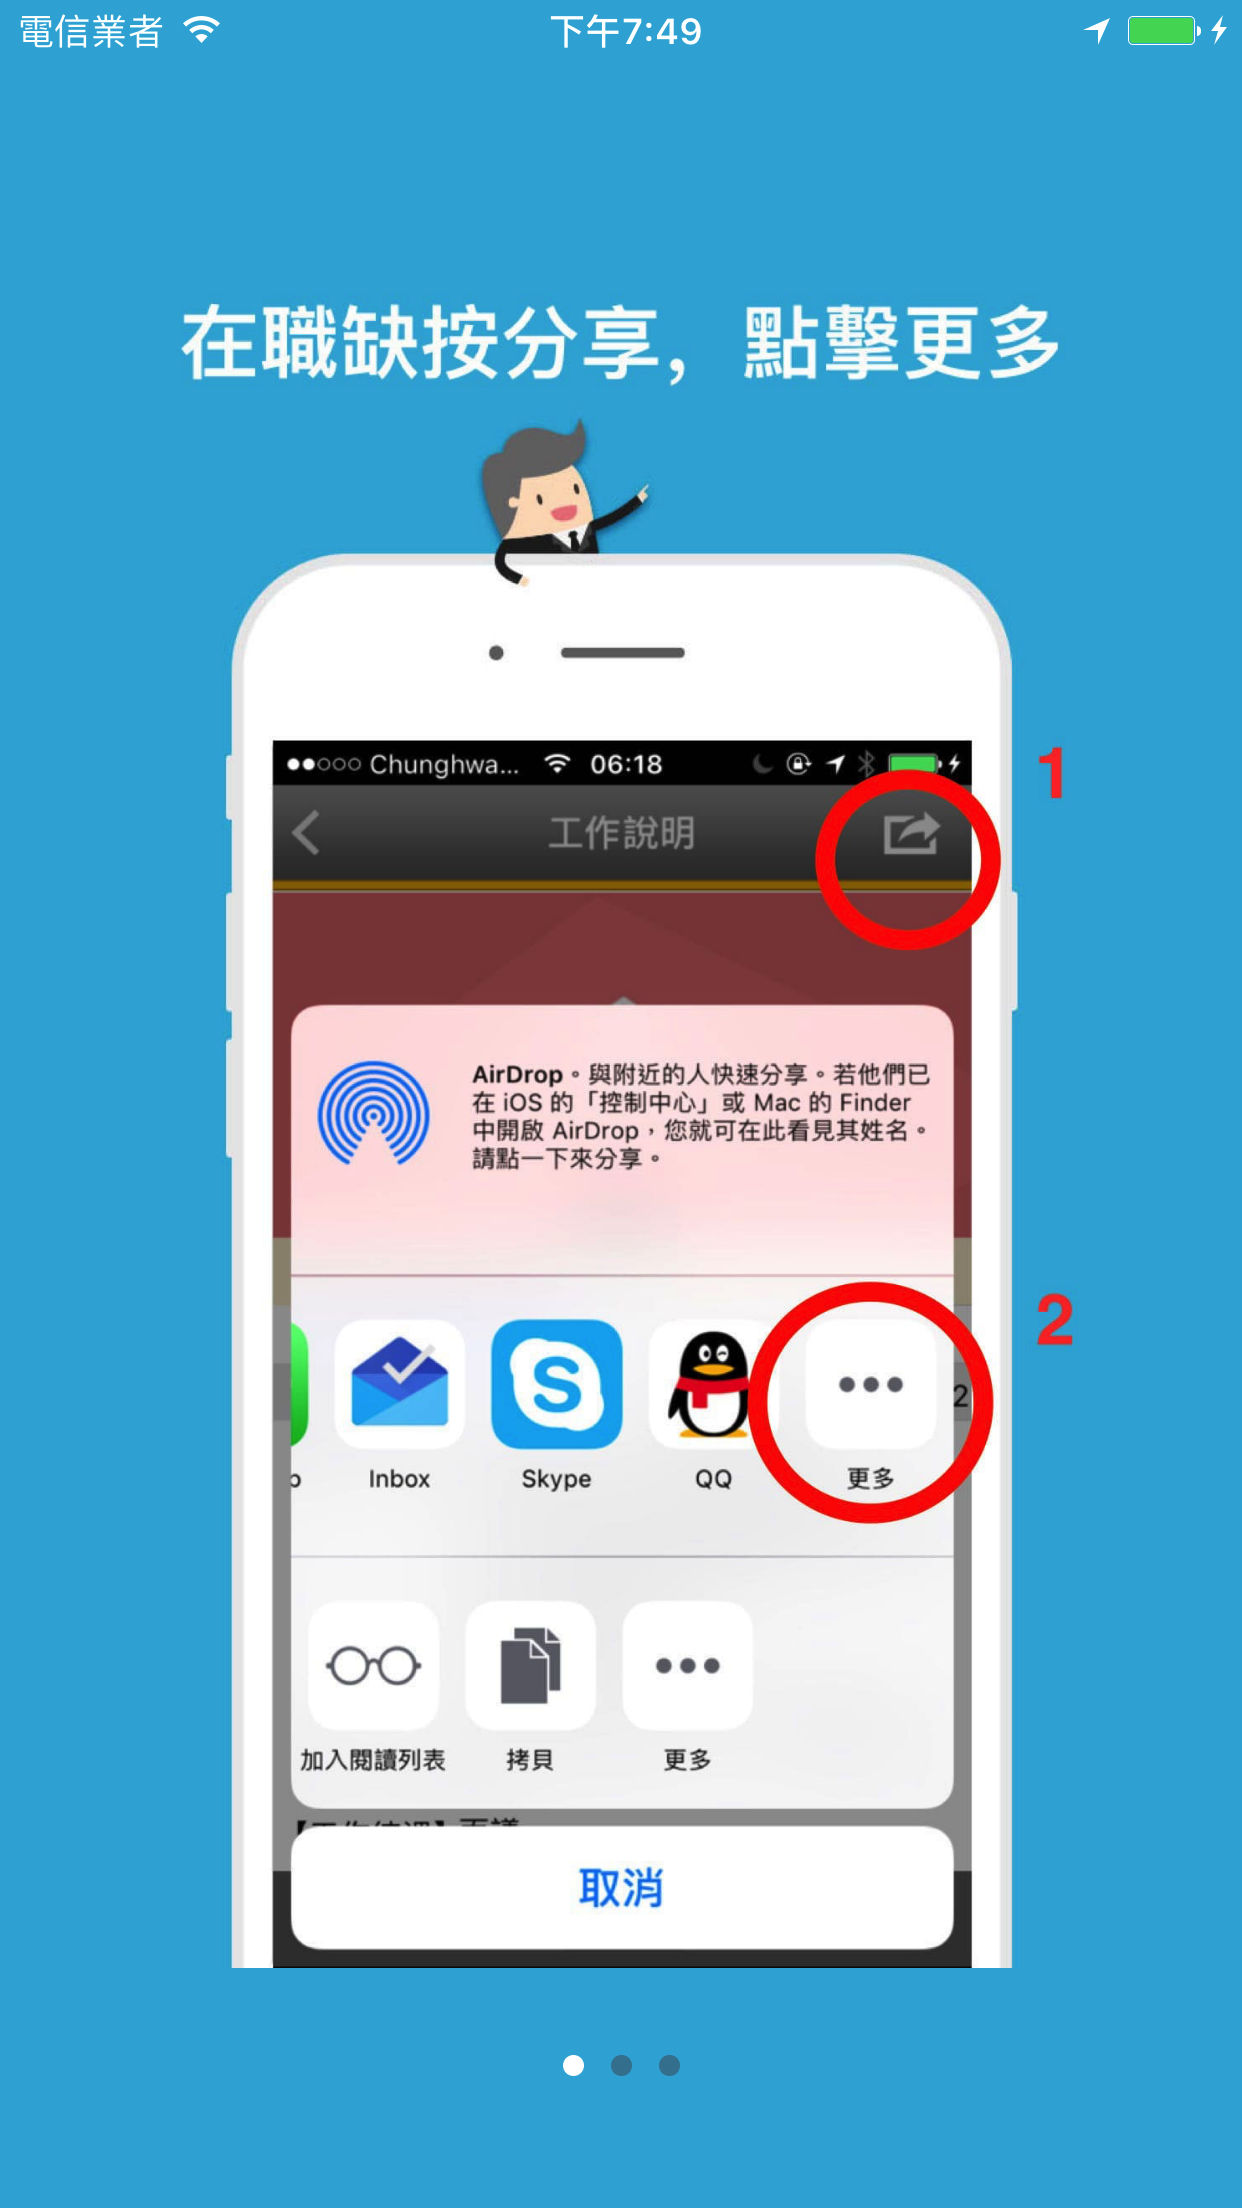 電信業者 下午7:49
在職缺按分享，點擊更多
Chunghwa... 06:18
1
工作說明
AirDrop。與附近的人快速分享。若他們已
在 iOS 的「控制中心」或 Mac 的 Finder
中開啟 AirDrop，您就可在此看見其姓名。
請點一下來分享。
2
2
p Inbox Skype QQ 更多
加入閱讀列表 拷貝 更多
取消